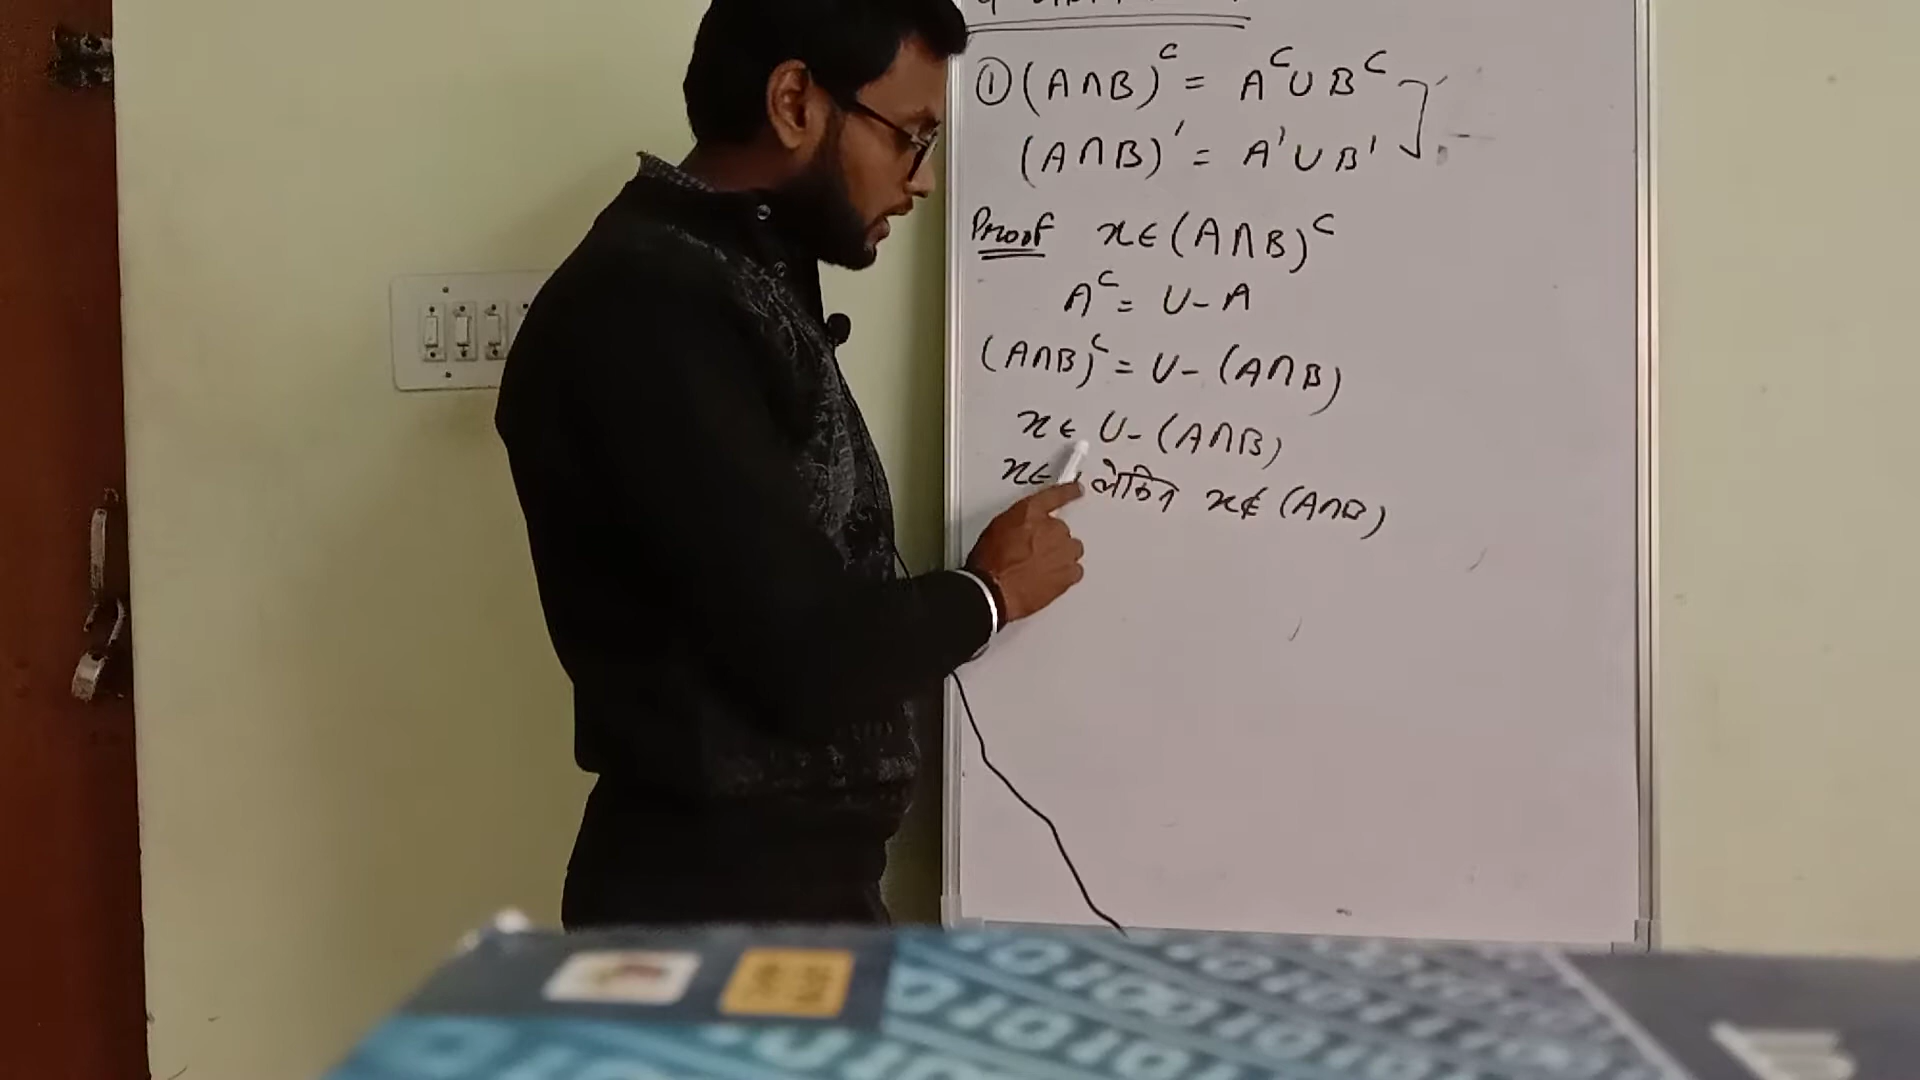 ① (A∩B)ᶜ = Aᶜ∪Bᶜ
(A∩B)' = A'∪B'
Proof x∈(A∩B)ᶜ
Aᶜ = U-A
(A∩B)ᶜ = U-(A∩B)
x∈ U-(A∩B)
x∈ लेकिन x∉(A∩B)